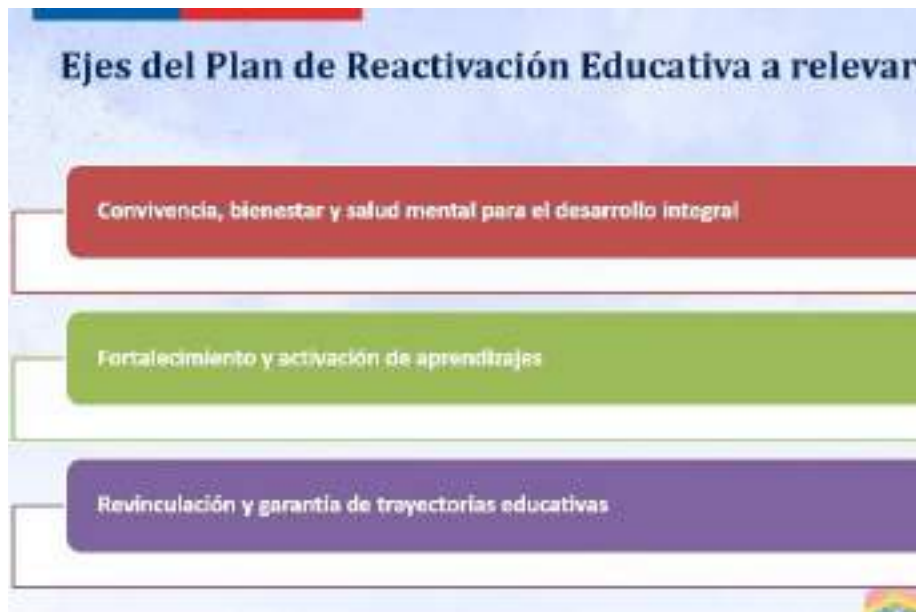 Ejes del Plan de Reactivación Educativa a relevar
Convivencia, bienestar y salud mental para el desarrollo integral
Fortalecimiento y activación de aprendizajes
Revinculación y garantía de trayectorias educativas